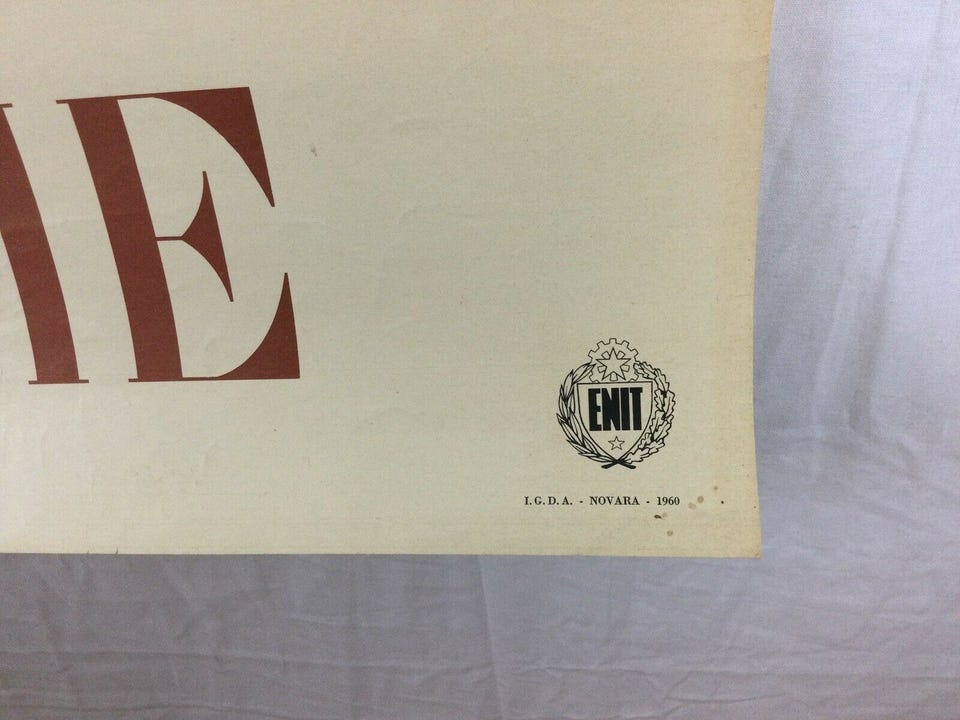 ME
ENIT
I.G.D.A. - NOVARA - 1960